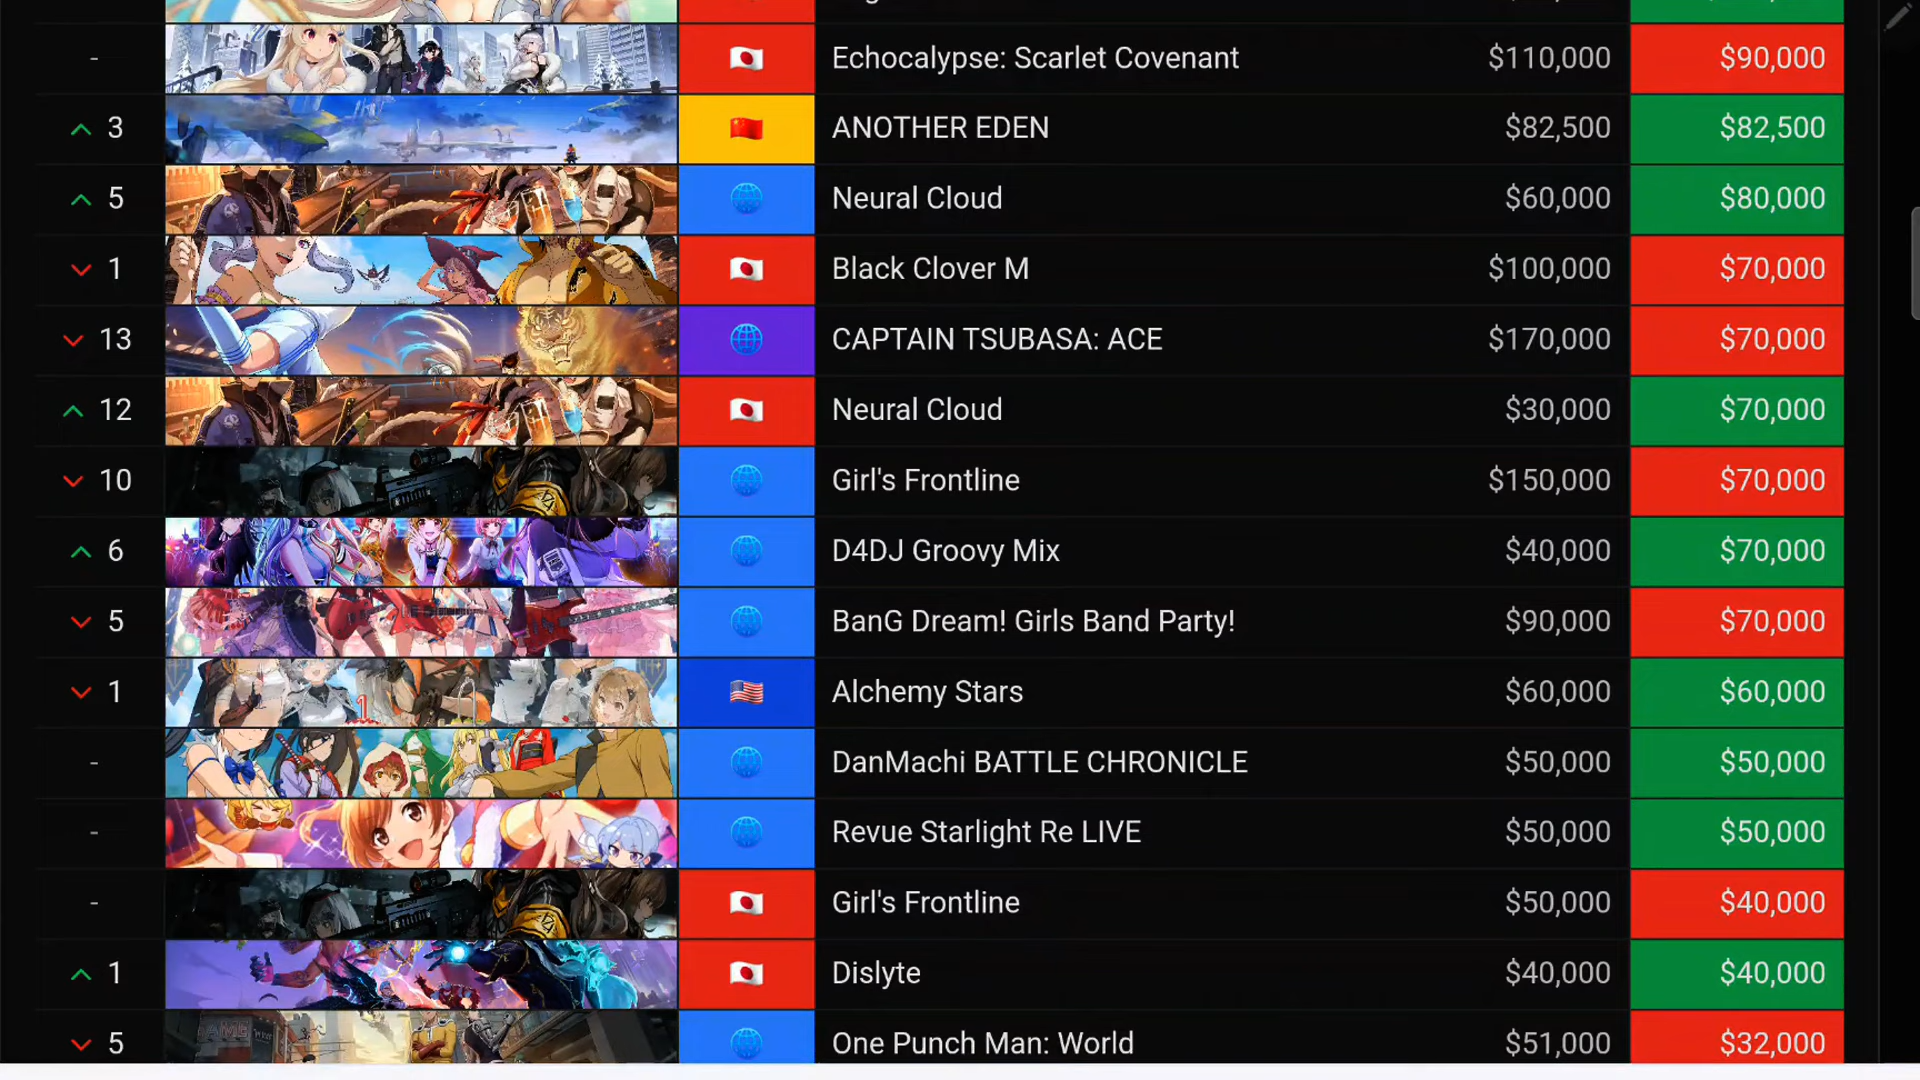 - Echocalypse: Scarlet Covenant $110,000 $90,000
3 ANOTHER EDEN $82,500 $82,500
5 Neural Cloud $60,000 $80,000
1 Black Clover M $100,000 $70,000
13 CAPTAIN TSUBASA: ACE $170,000 $70,000
12 Neural Cloud $30,000 $70,000
10 Girl's Frontline $150,000 $70,000
6 D4DJ Groovy Mix $40,000 $70,000
5 BanG Dream! Girls Band Party! $90,000 $70,000
1 Alchemy Stars $60,000 $60,000
- DanMachi BATTLE CHRONICLE $50,000 $50,000
- Revue Starlight Re LIVE $50,000 $50,000
- Girl's Frontline $50,000 $40,000
1 Dislyte $40,000 $40,000
5 One Punch Man: World $51,000 $32,000